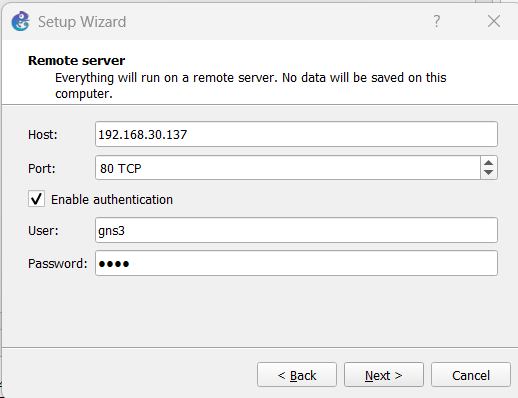 Setup Wizard
Remote server
Everything will run on a remote server. No data will be saved on this
computer.
Host: 192.168.30.137
Port: 80 TCP
Enable authentication
User: gns3
Password: ●●●●
< Back Next > Cancel